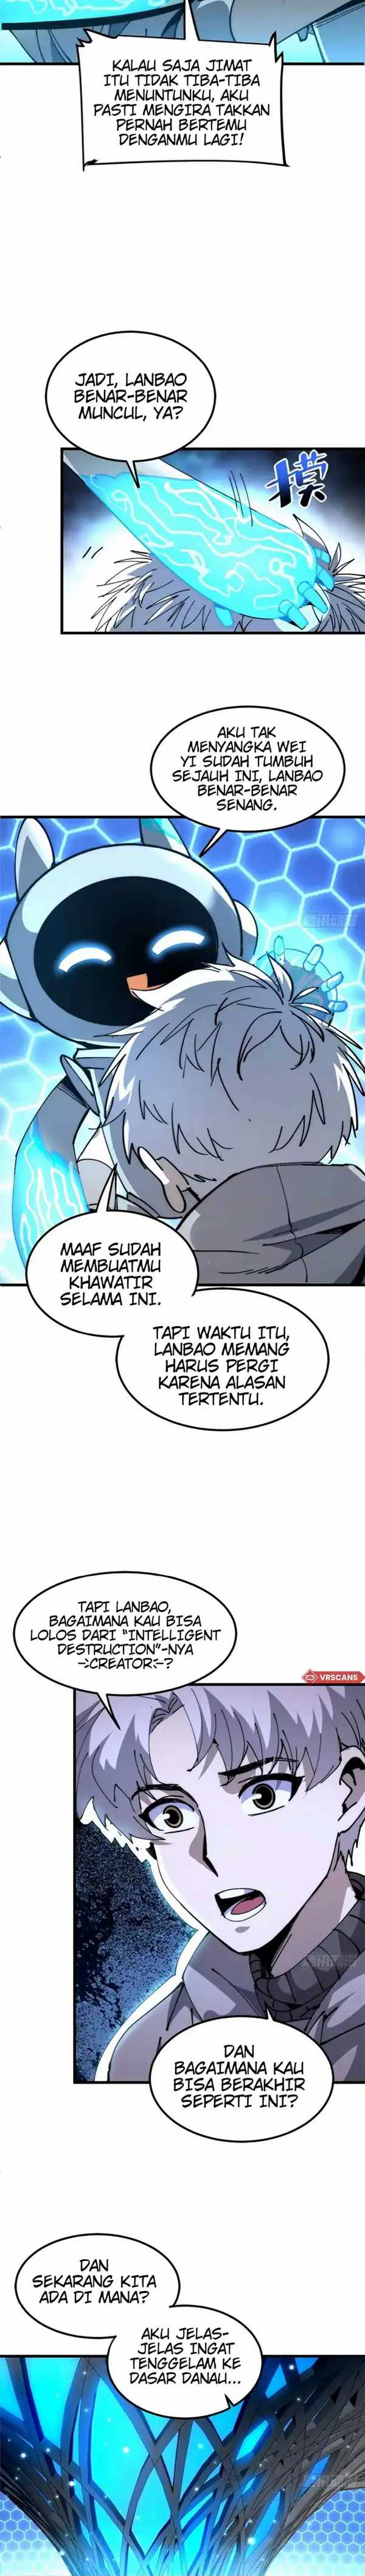 KALAU SAJA JIMAT
ITU TIDAK TIBA-TIBA
MENUNTUNKU, AKU
PASTI MENGIRA TAKKAN
PERNAH BERTEMU
DENGANMU LAGI!
JADI, LANBAO
BENAR-BENAR
MUNCUL, YA?
摸
AKU TAK
MENYANGKA WEI
YI SUDAH TUMBUH
SEJAUH INI, LANBAO
BENAR-BENAR
SENANG.
MAAF SUDAH
MEMBUATMU
KHAWATIR
SELAMA INI.
TAPI WAKTU ITU,
LANBAO MEMANG
HARUS PERGI
KARENA ALASAN
TERTENTU.
TAPI LANBAO,
BAGAIMANA KAU BISA
LOLOS DARI "INTELLIGENT
DESTRUCTION"-NYA
-÷CREATOR÷-?
VRSCANS
DAN
BAGAIMANA KAU
BISA BERAKHIR
SEPERTI INI?
DAN
SEKARANG KITA
ADA DI MANA?
AKU JELAS-
JELAS INGAT
TENGGELAM KE
DASAR DANAU...